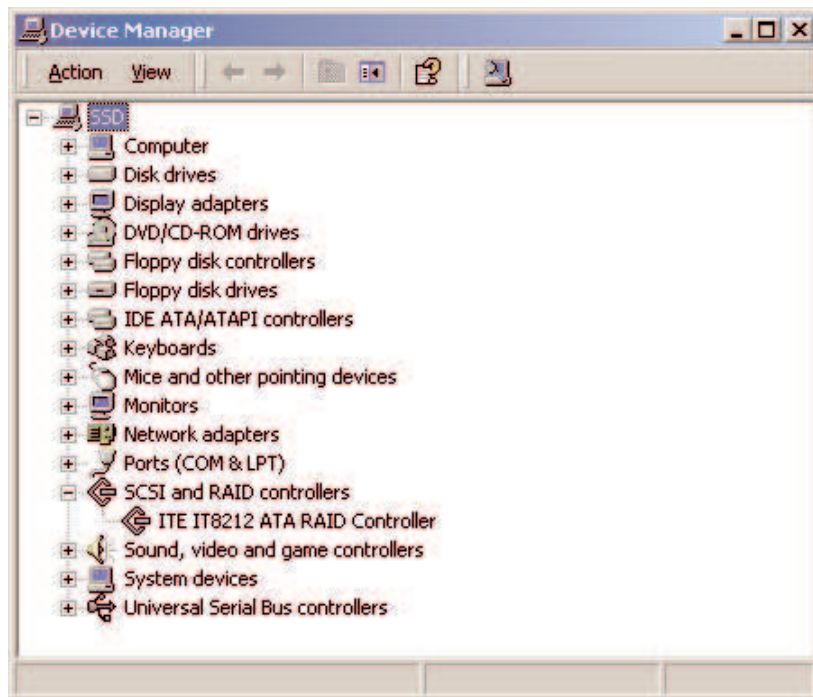 Device Manager
Action View
SSD
Computer
Disk drives
Display adapters
DVD/CD-ROM drives
Floppy disk controllers
Floppy disk drives
IDE ATA/ATAPI controllers
Keyboards
Mice and other pointing devices
Monitors
Network adapters
Ports (COM & LPT)
SCSI and RAID controllers
ITE IT8212 ATA RAID Controller
Sound, video and game controllers
System devices
Universal Serial Bus controllers